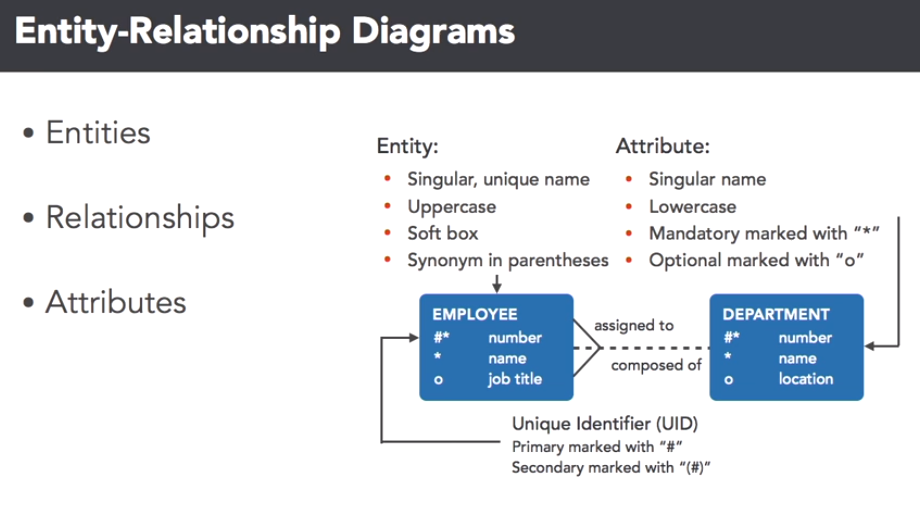 Entity-Relationship Diagrams
• Entities
• Relationships
• Attributes
Entity:
• Singular, unique name
• Uppercase
• Soft box
• Synonym in parentheses
Attribute:
• Singular name
• Lowercase
• Mandatory marked with “*”
• Optional marked with “o”
EMPLOYEE
#* number
* name
o job title
assigned to
composed of
DEPARTMENT
#* number
* name
o location
Unique Identifier (UID)
Primary marked with “#”
Secondary marked with “(#)”